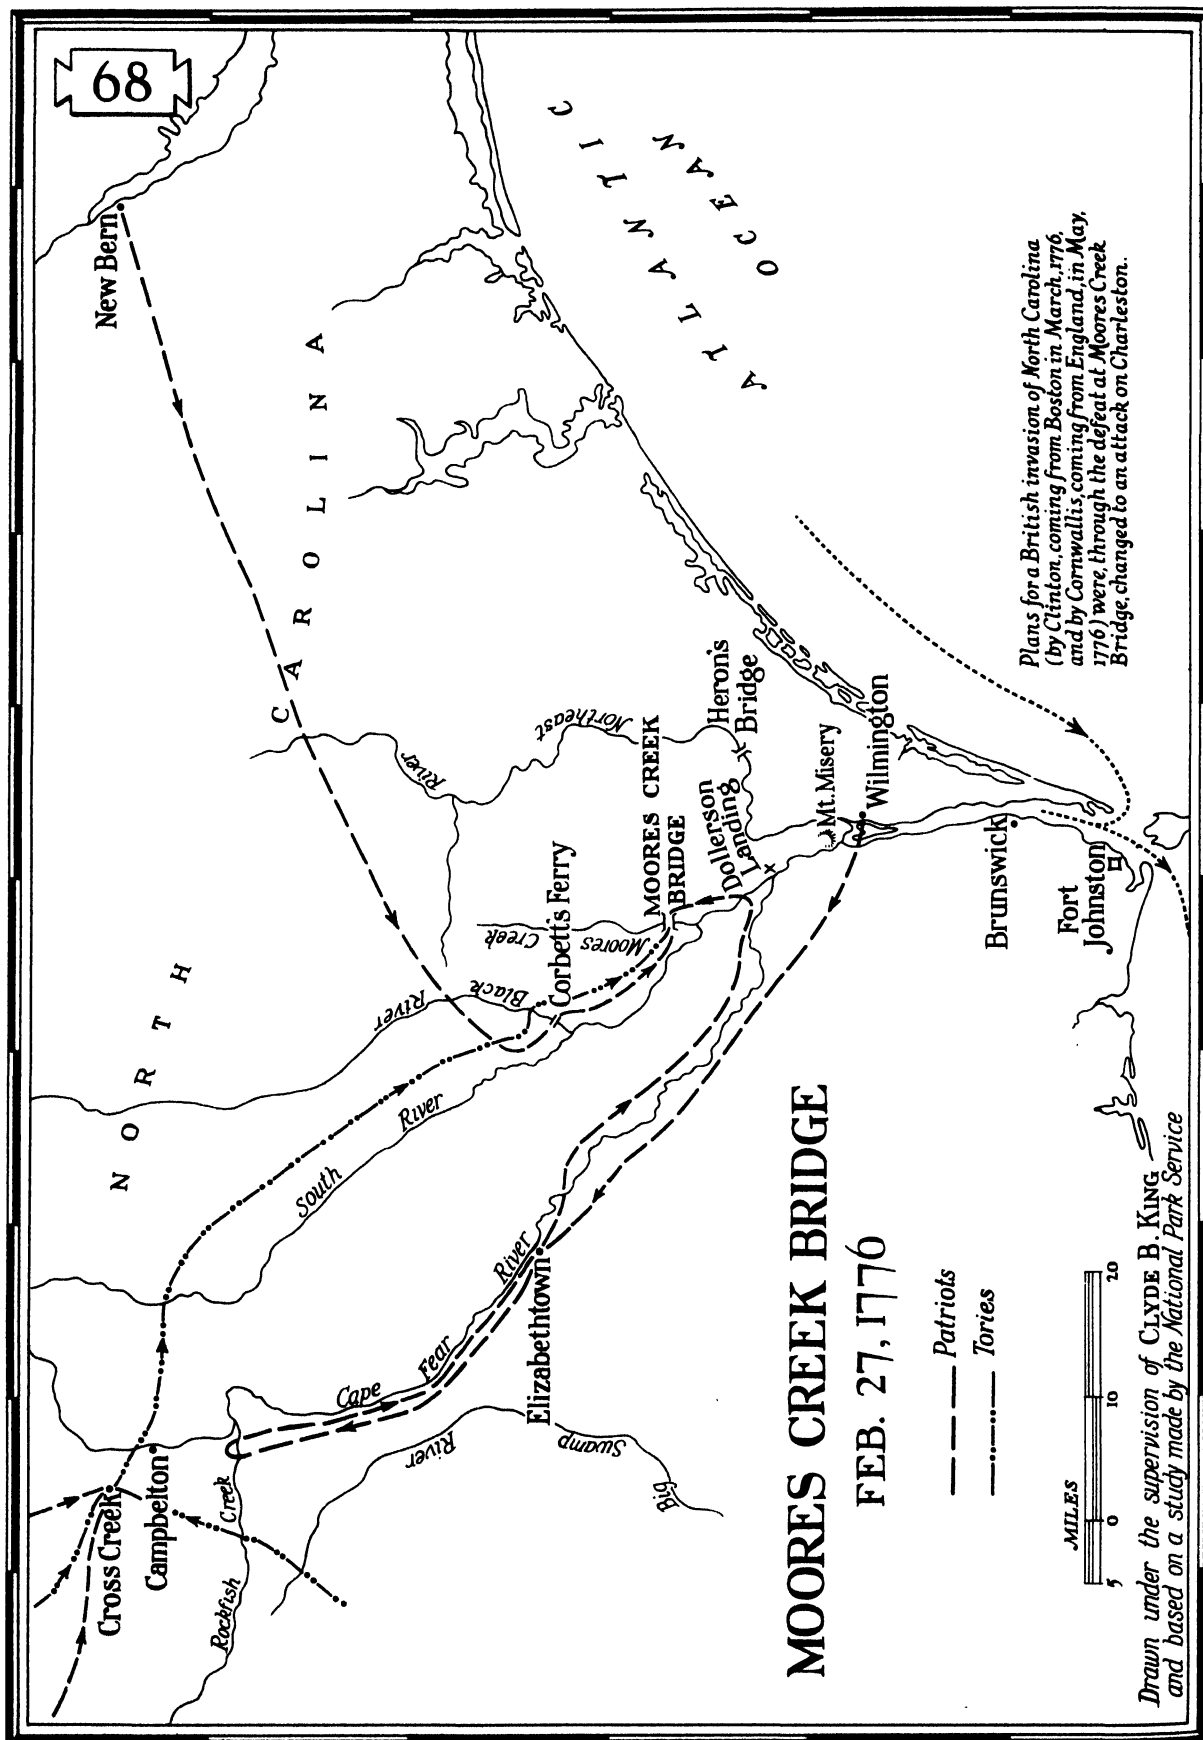 68
New Bern
NORTH
CAROLINA
ATLANTIC
OCEAN
Northeast
River
Heron's
Bridge
MOORES CREEK
BRIDGE
Dollerson
Landing
Mt. Misery
Wilmington
Corbett's Ferry
Moores
Creek
Black
River
South
River
Brunswick
Fort
Johnston
Cross Creek
Campbelton
Rockfish
Creek
Cape
Fear
River
Elizabethtown
Big
Swamp
River
Plans for a British invasion of North Carolina
(by Clinton, coming from Boston in March, 1776,
and by Cornwallis, coming from England, in May,
1776) were, through the defeat at Moores Creek
Bridge, changed to an attack on Charleston.
MOORES CREEK BRIDGE
FEB. 27, 1776
Patriots
Tories
MILES
5 0 10 20
Drawn under the supervision of CLYDE B. KING
and based on a study made by the National Park Service